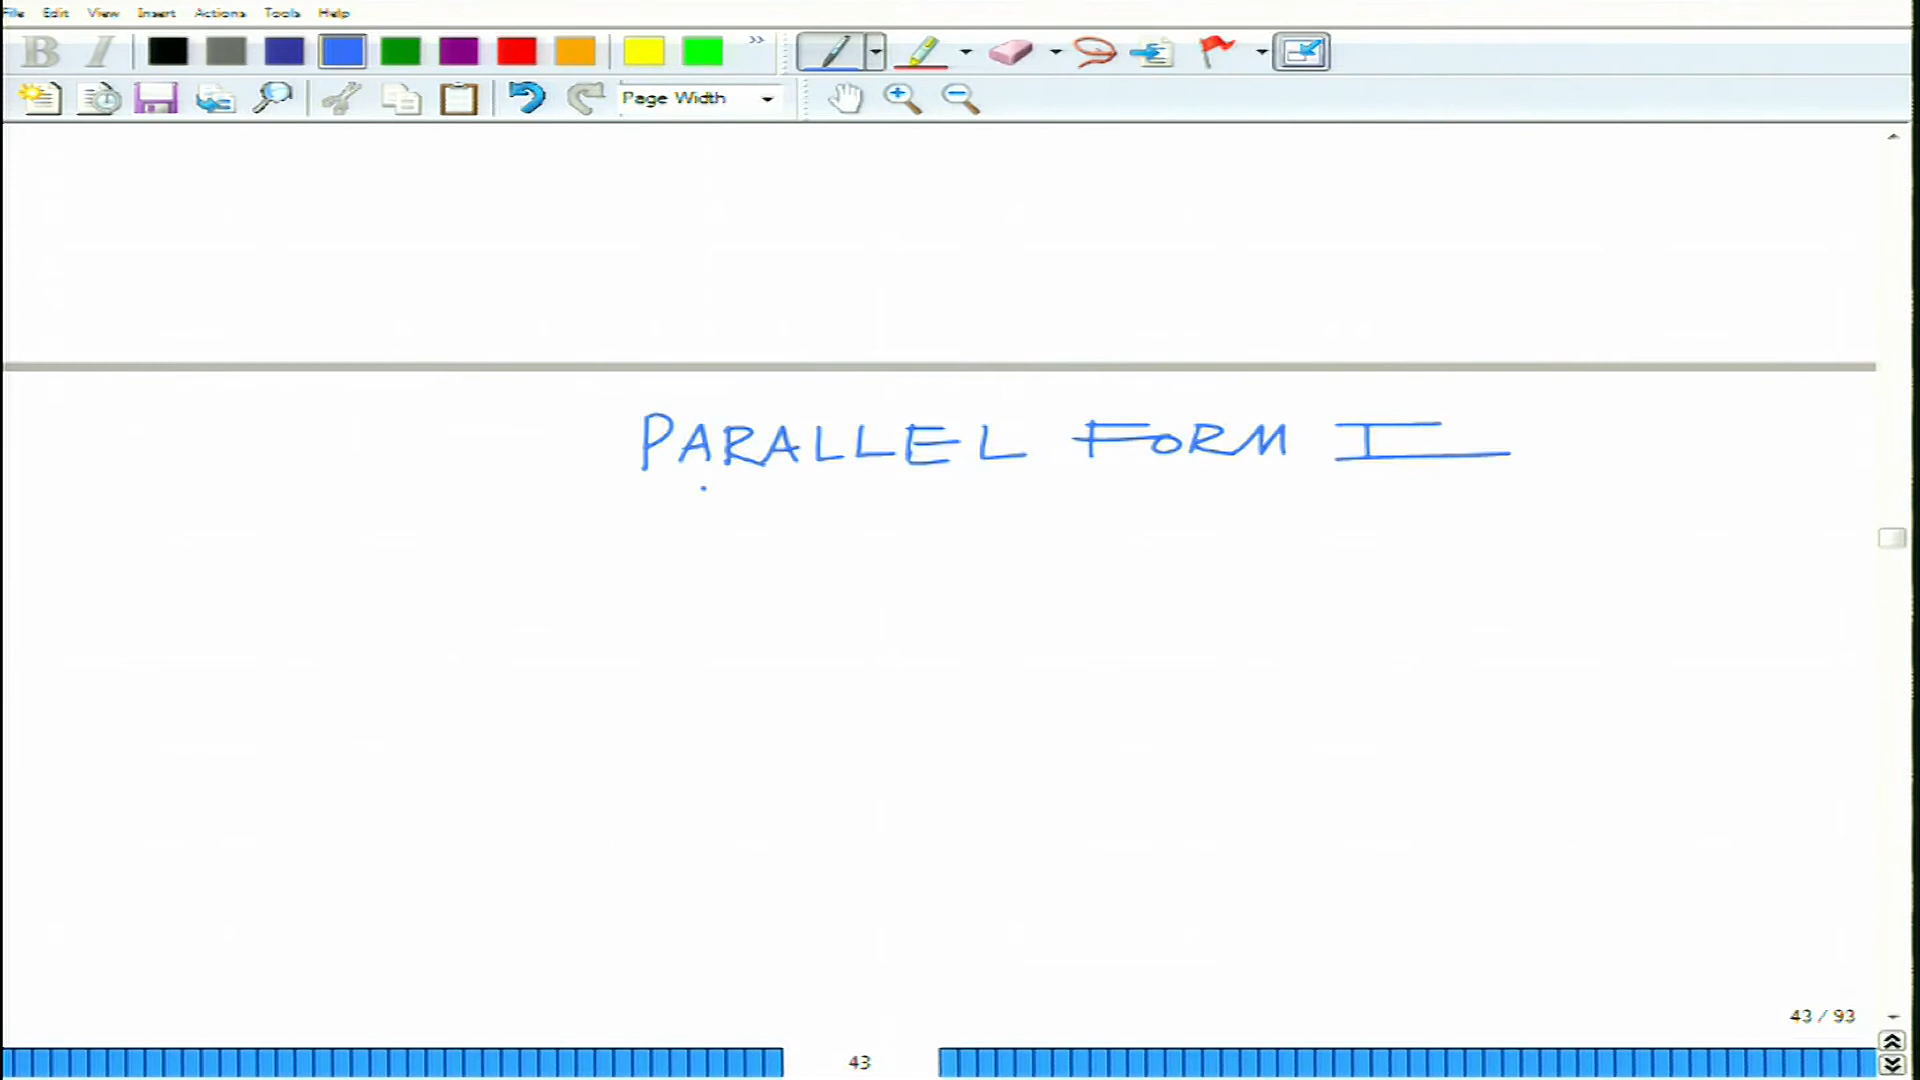 File Edit View Insert Actions Tools Help
B I
Page Width
PARALLEL FORM I
43 / 93
43